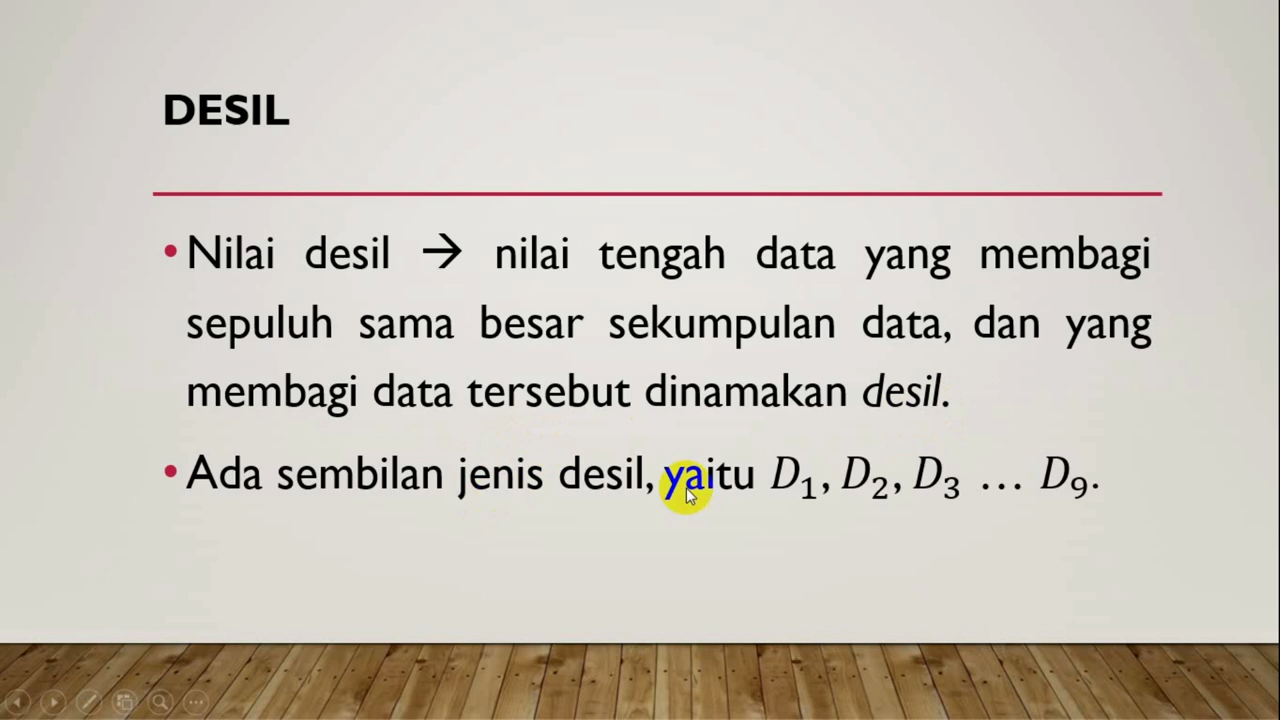 DESIL
• Nilai desil → nilai tengah data yang membagi
sepuluh sama besar sekumpulan data, dan yang
membagi data tersebut dinamakan desil.
• Ada sembilan jenis desil, yaitu D₁, D₂, D₃ … D₉.